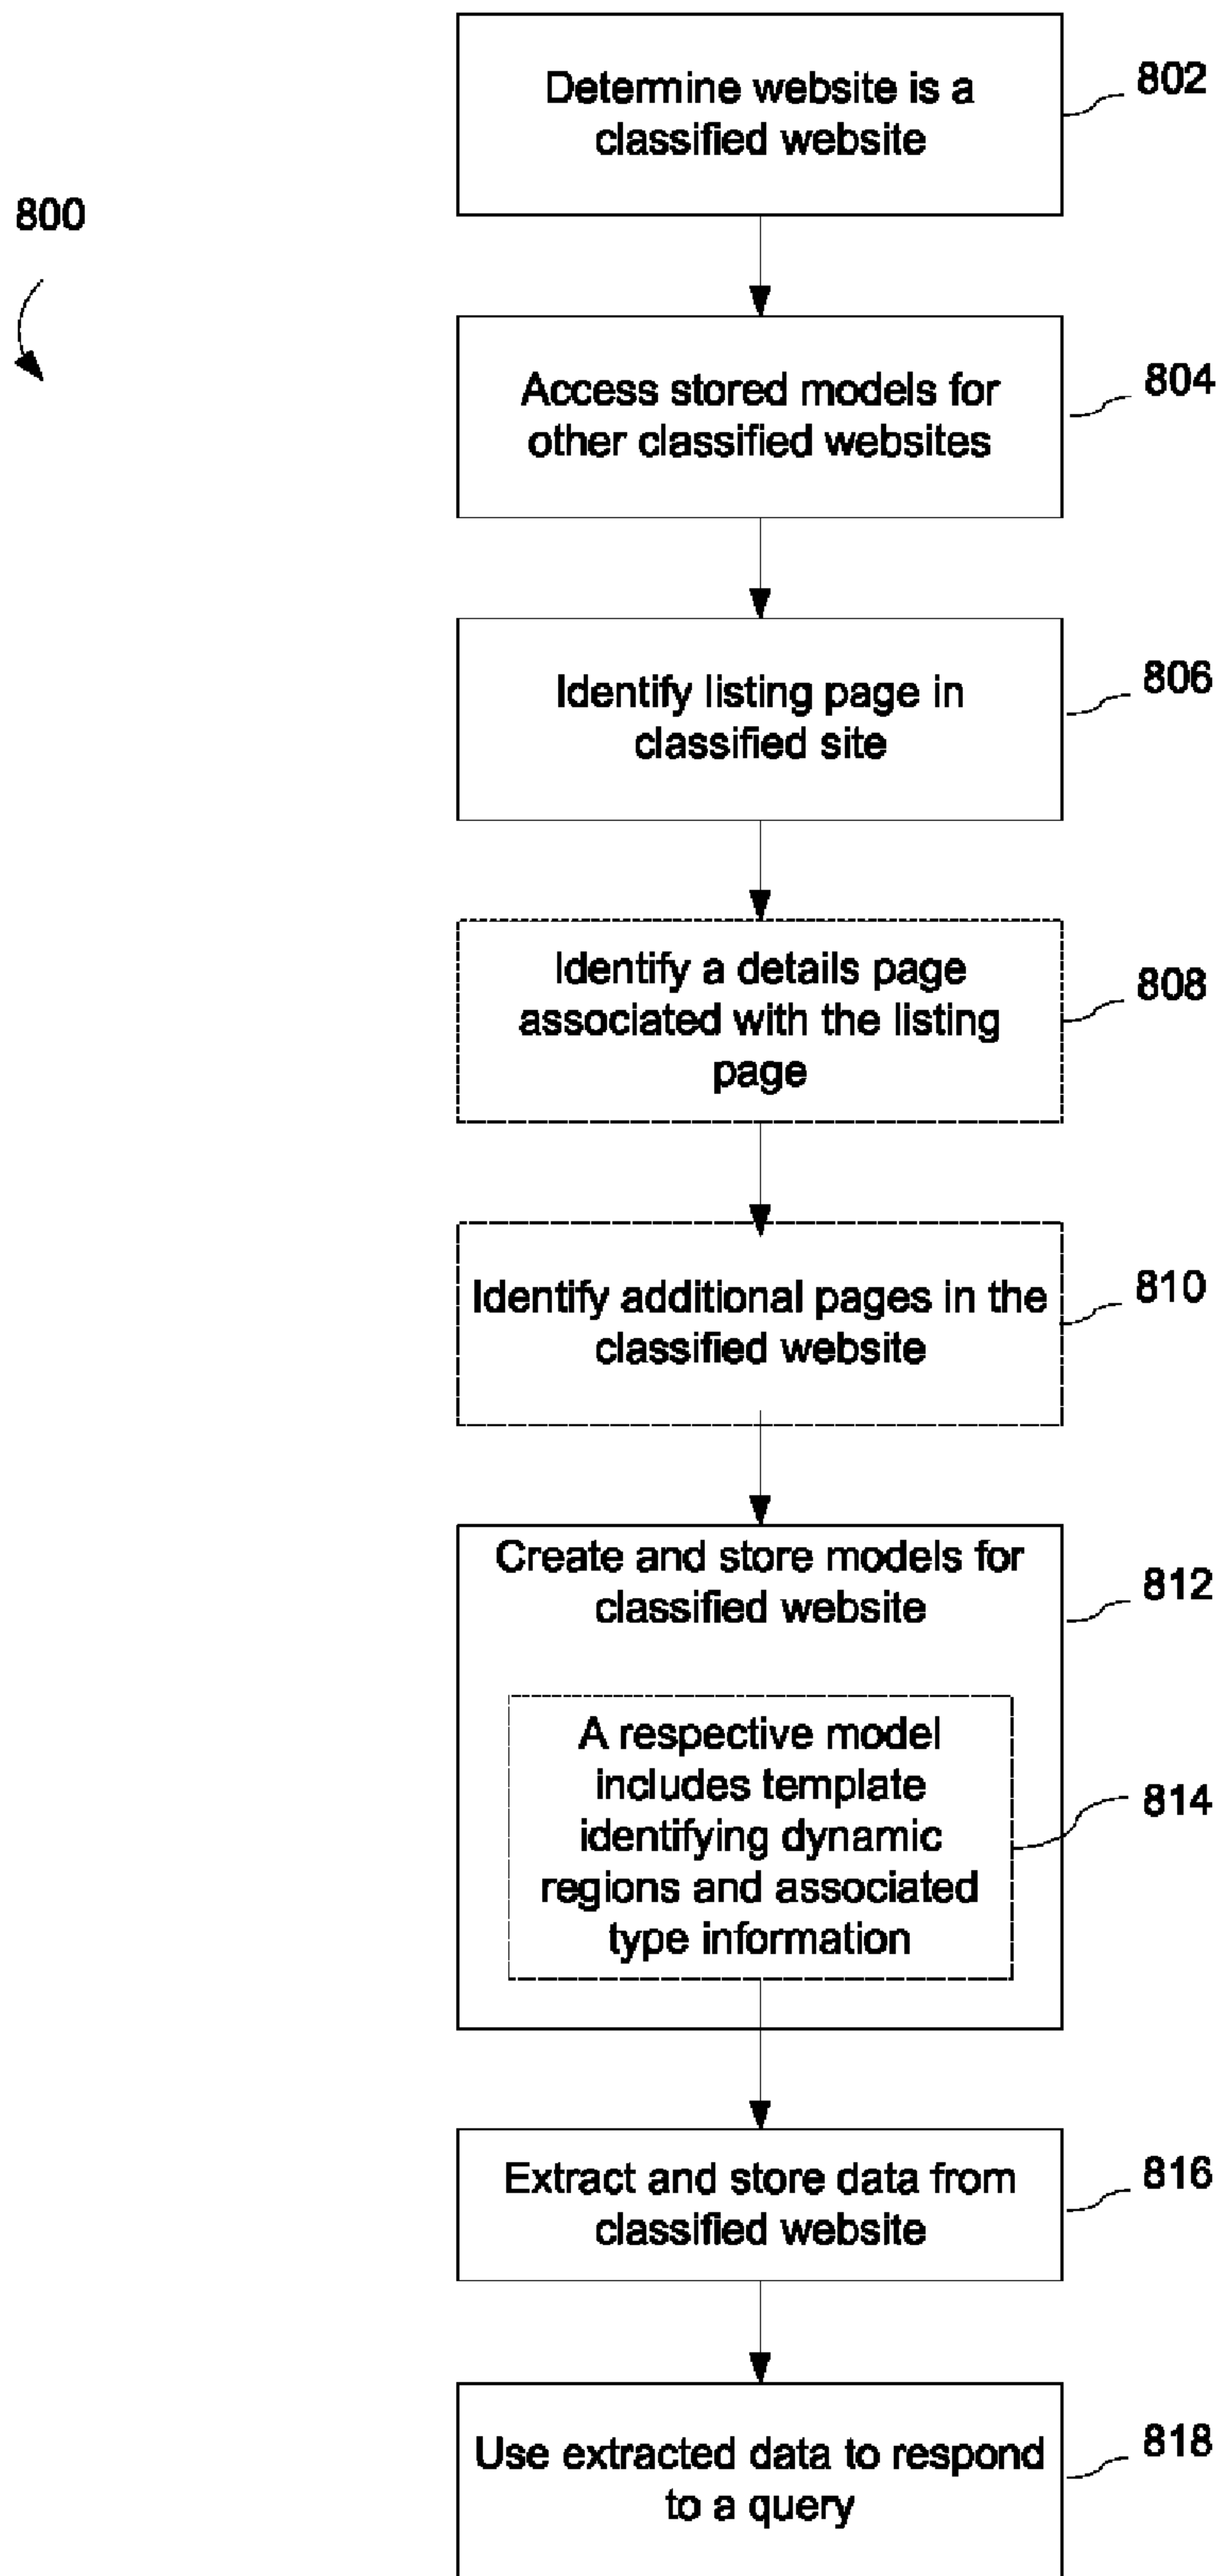 Determine website is a
classified website
802
800
Access stored models for
other classified websites
804
Identify listing page in
classified site
806
Identify a details page
associated with the listing
page
808
Identify additional pages in the
classified website
810
Create and store models for
classified website
812
A respective model
includes template
identifying dynamic
regions and associated
type information
814
Extract and store data from
classified website
816
Use extracted data to respond
to a query
818